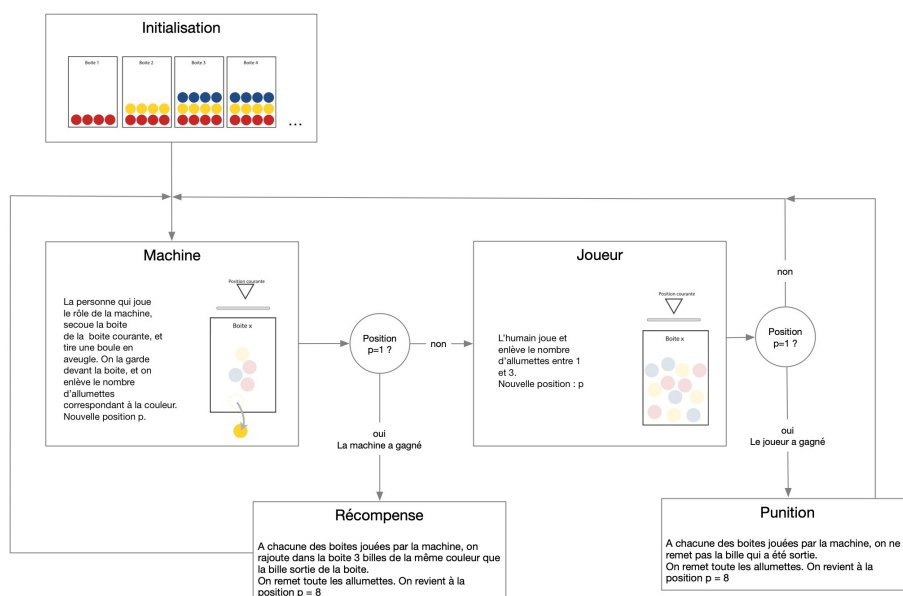 Initialisation
Boite 1
Boite 2
Boite 3
Boite 4
...
Machine
La personne qui joue
le rôle de la machine,
secoue la boite
de la boite courante, et
tire une boule en
aveugle. On la garde
devant la boite, et on
enlève le nombre
d'allumettes
correspondant à la couleur.
Nouvelle position p.
Position courante
Boite x
Position
p=1 ?
non
oui
La machine a gagné
Joueur
L'humain joue et
enlève le nombre
d'allumettes entre 1
et 3.
Nouvelle position : p
Position courante
Boite x
Position
p=1 ?
non
oui
Le joueur a gagné
Récompense
A chacune des boites jouées par la machine, on
rajoute dans la boite 3 billes de la même couleur que
la bille sortie de la boite.
On remet toute les allumettes. On revient à la
position p = 8
Punition
A chacune des boites jouées par la machine, on ne
remet pas la bille qui a été sortie.
On remet toute les allumettes. On revient à la
position p = 8